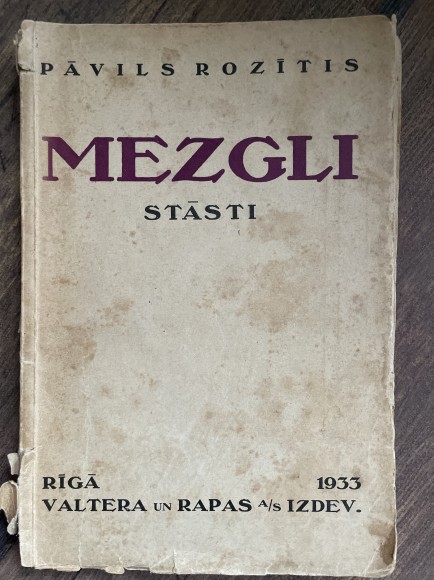 PĀVILS ROZĪTIS
MEZGLI
STĀSTI
RĪGĀ 1933
VALTERA UN RAPAS A/S IZDEV.